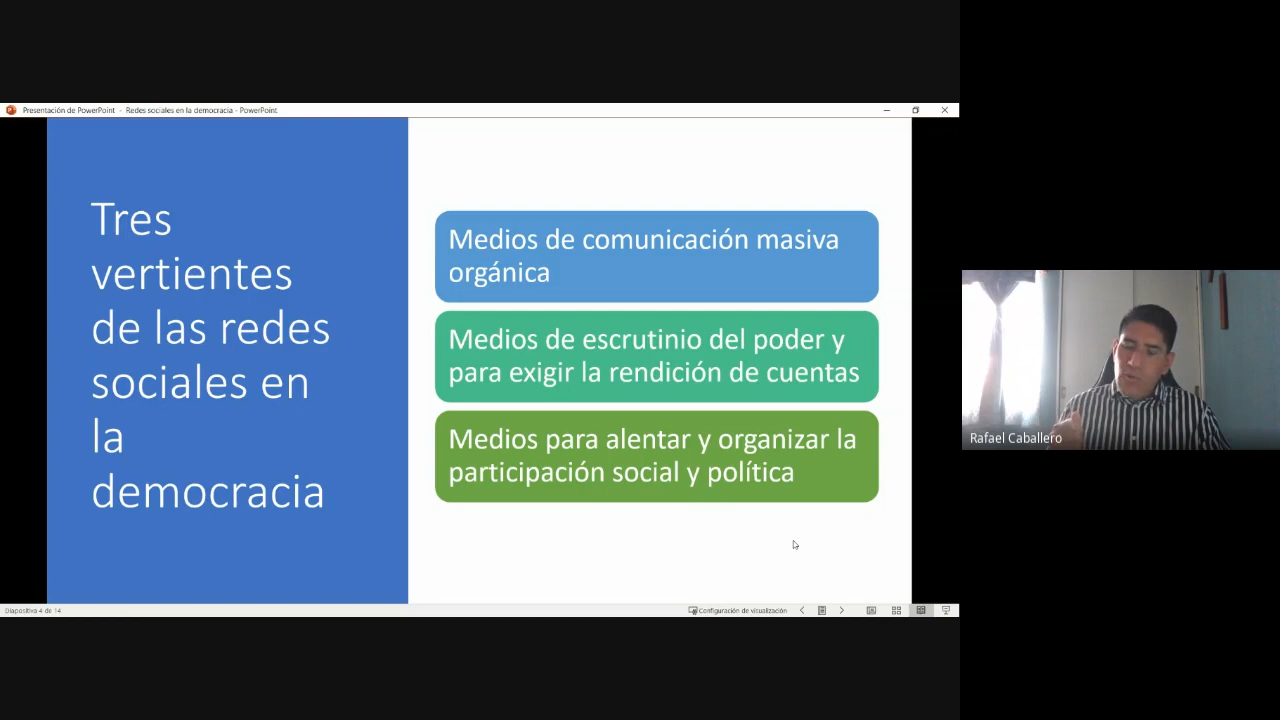 Presentación de PowerPoint - Redes sociales en la democracia - PowerPoint
Tres
vertientes
de las redes
sociales en
la
democracia
Medios de comunicación masiva
orgánica
Medios de escrutinio del poder y
para exigir la rendición de cuentas
Medios para alentar y organizar la
participación social y política
Rafael Caballero
Diapositiva 4 de 14
Configuración de visualización